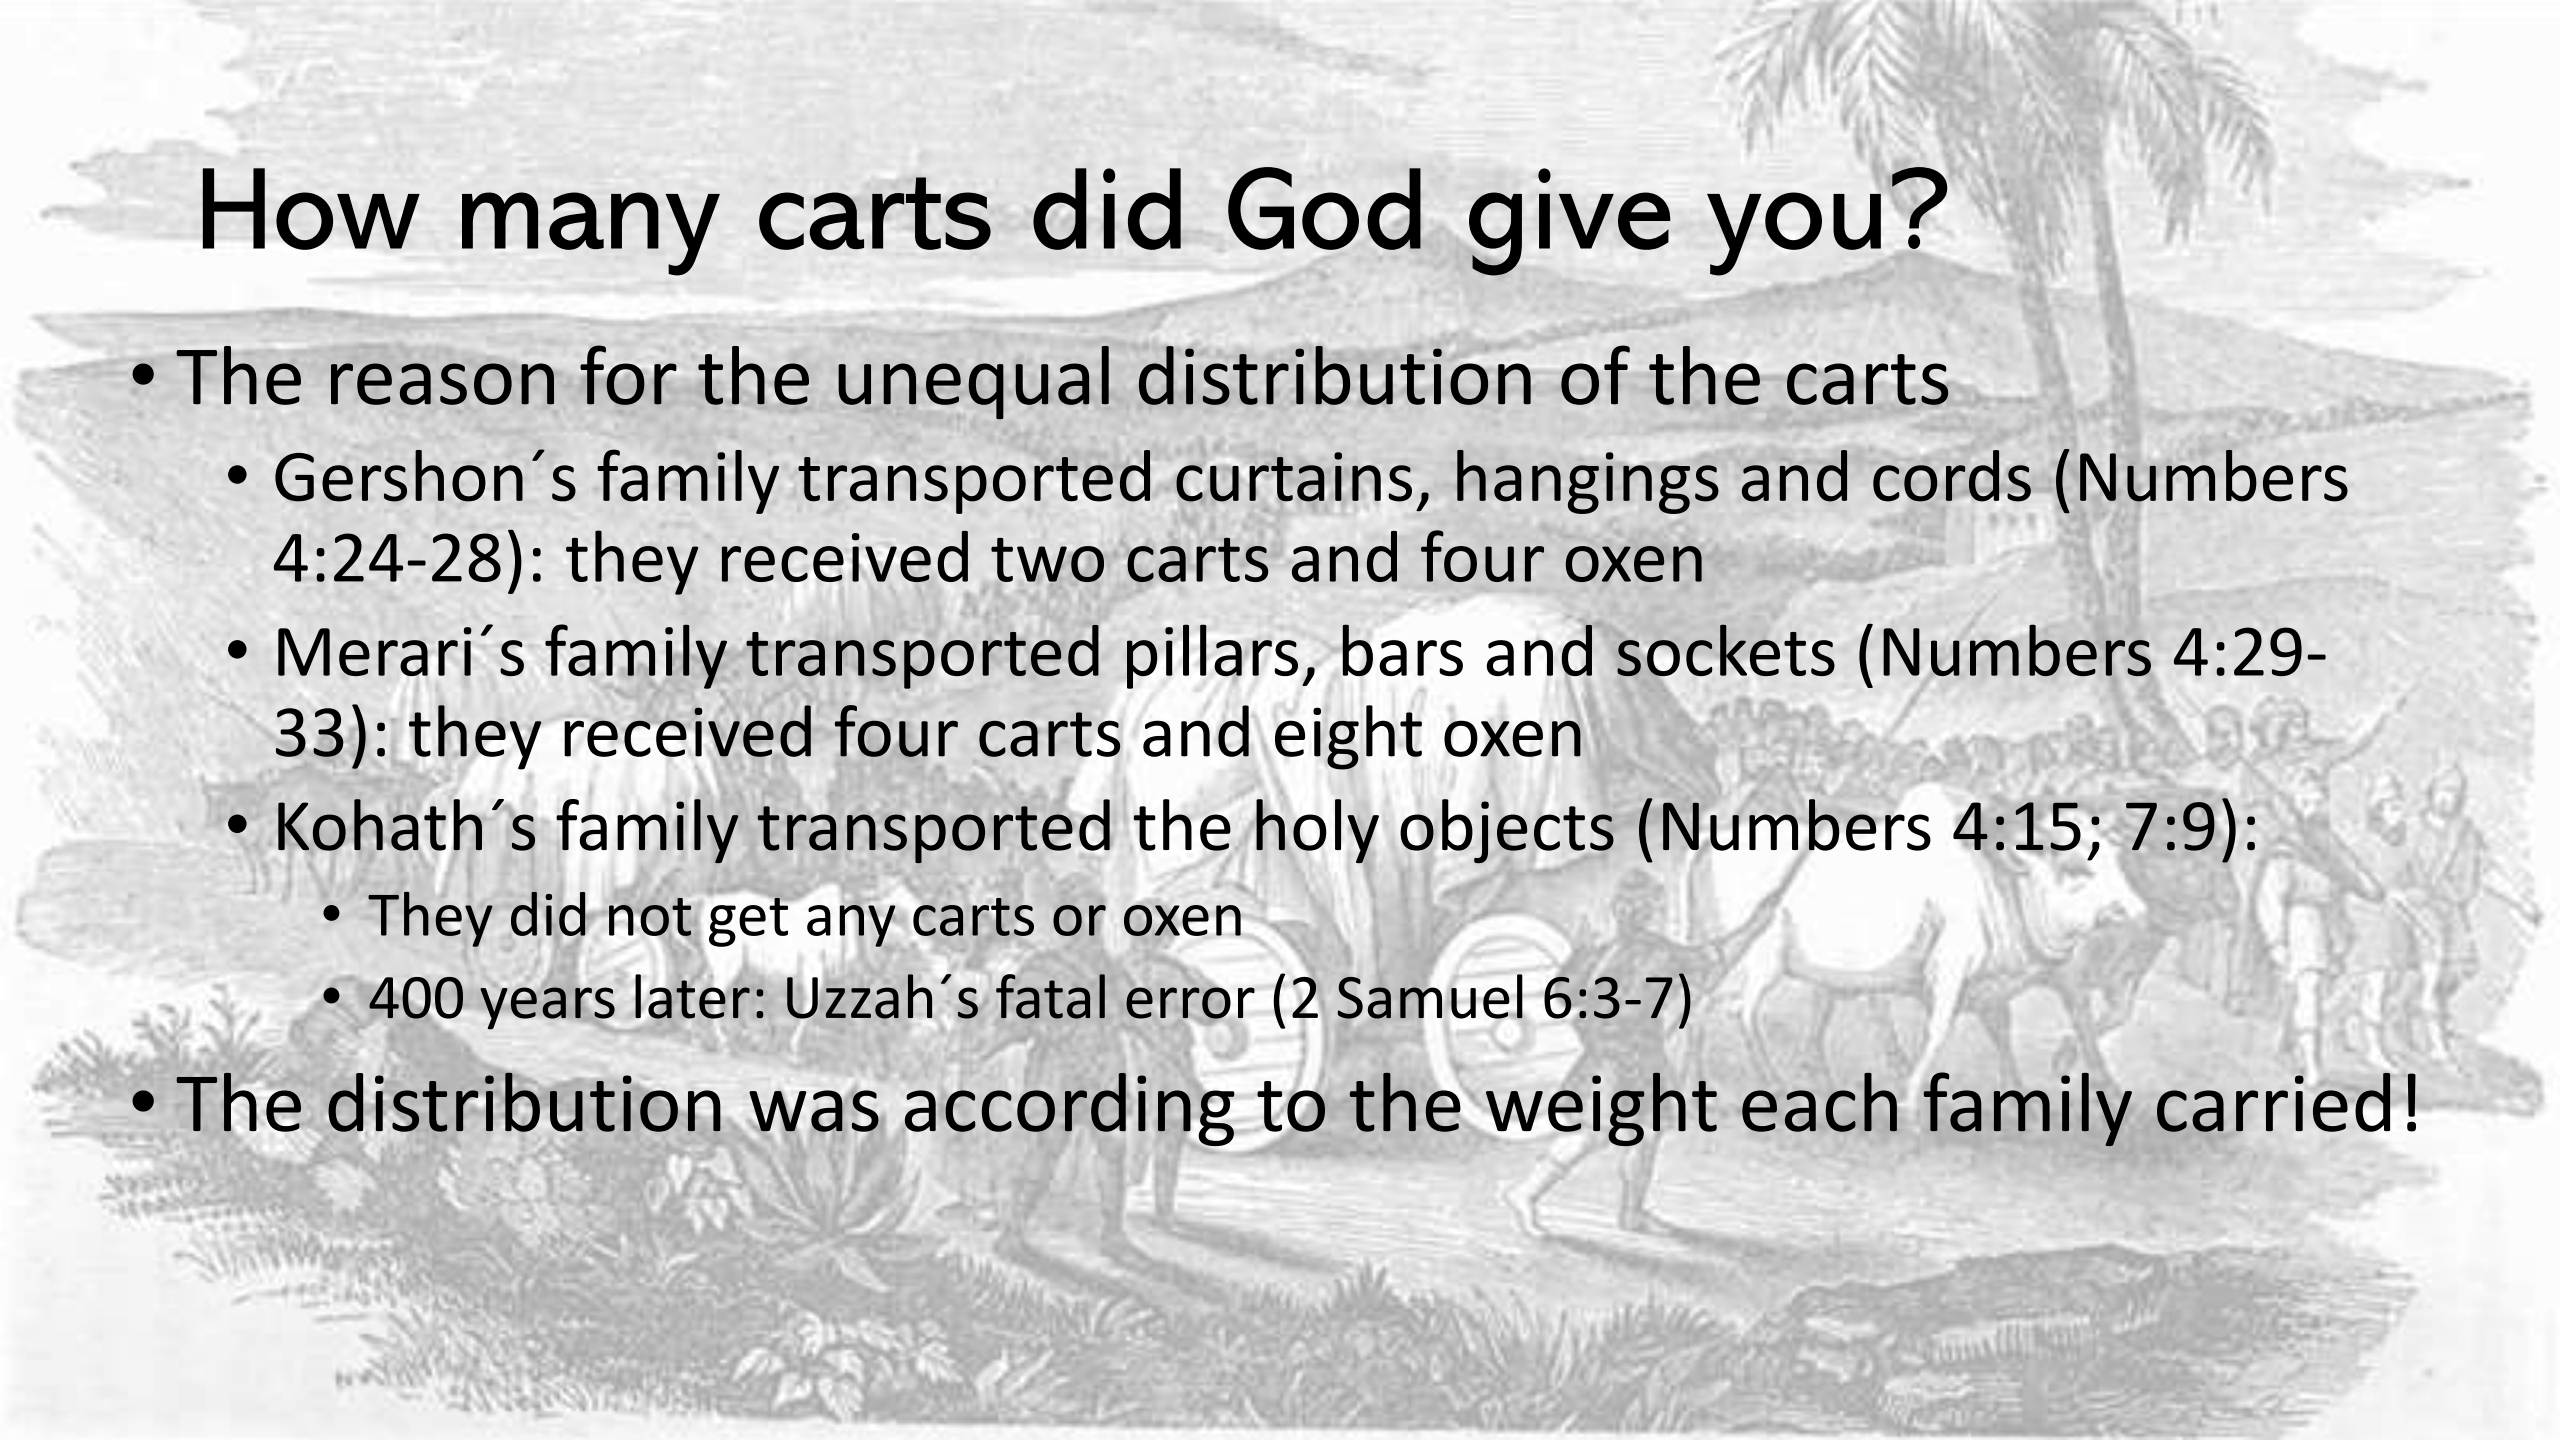 How many carts did God give you?
• The reason for the unequal distribution of the carts
• Gershon´s family transported curtains, hangings and cords (Numbers
4:24-28): they received two carts and four oxen
• Merari´s family transported pillars, bars and sockets (Numbers 4:29-
33): they received four carts and eight oxen
• Kohath´s family transported the holy objects (Numbers 4:15; 7:9):
• They did not get any carts or oxen
• 400 years later: Uzzah´s fatal error (2 Samuel 6:3-7)
• The distribution was according to the weight each family carried!